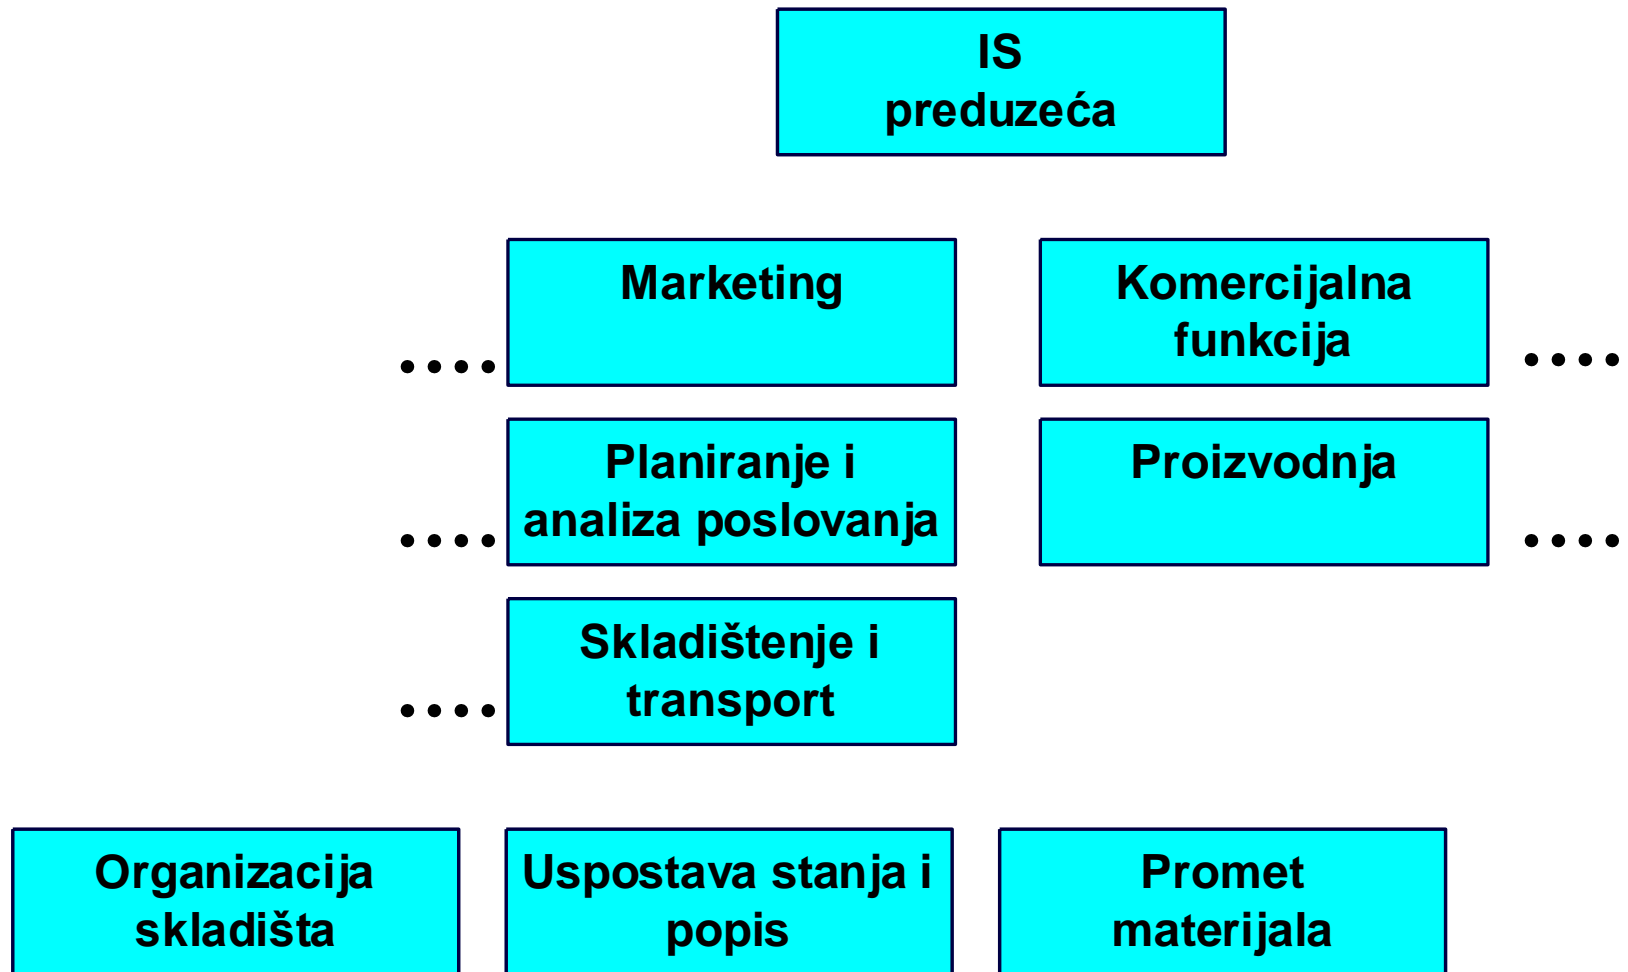 IS
preduzeća
Marketing
Komercijalna
funkcija
....
....
Planiranje i
analiza poslovanja
Proizvodnja
....
....
Skladištenje i
transport
....
Organizacija
skladišta
Uspostava stanja i
popis
Promet
materijala